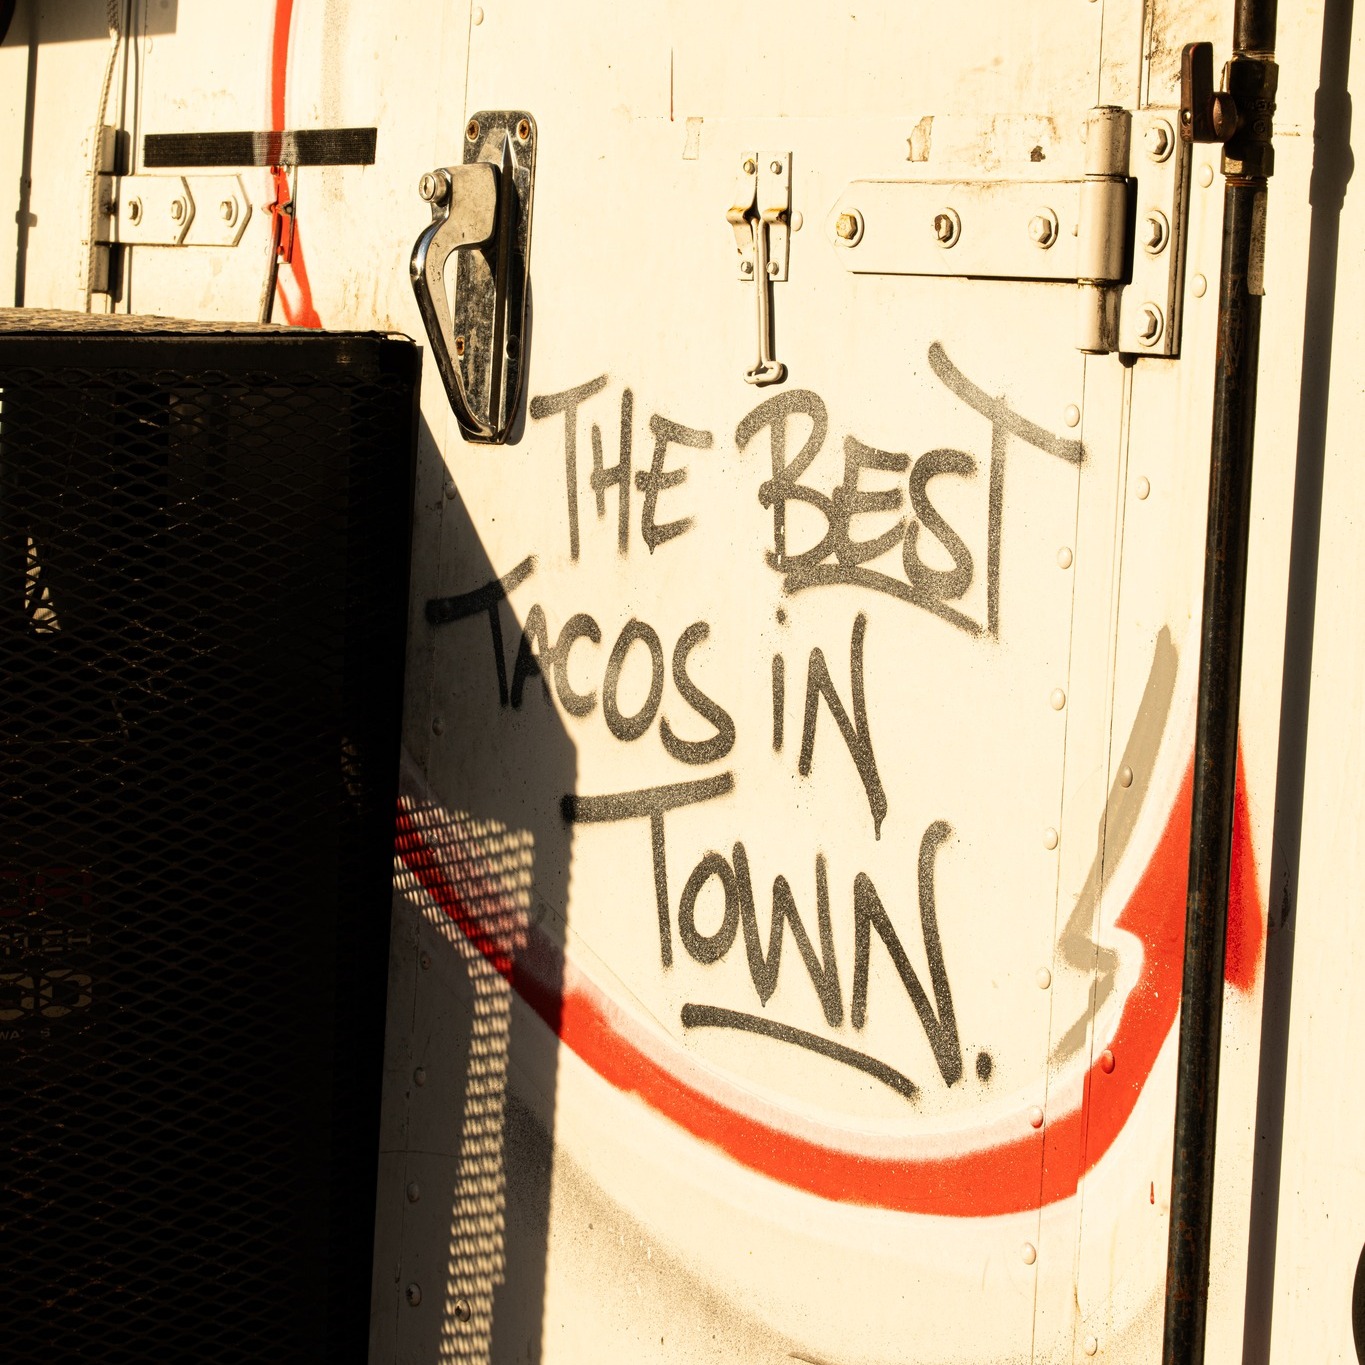 THE BEST
TACOS iN
TOWN.